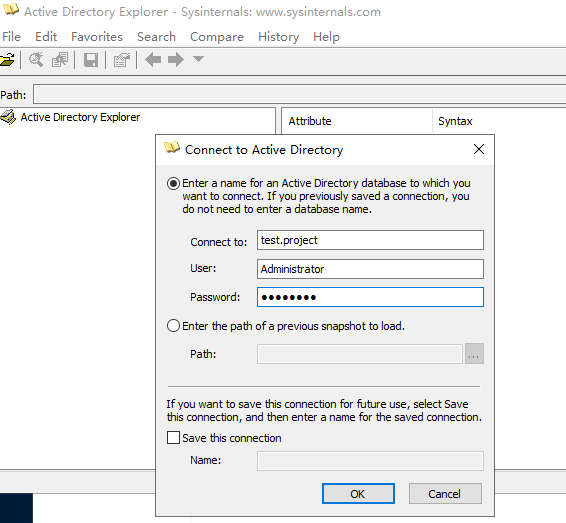 Active Directory Explorer - Sysinternals: www.sysinternals.com
File Edit Favorites Search Compare History Help
Path:
Active Directory Explorer
Attribute Syntax
Connect to Active Directory
Enter a name for an Active Directory database to which you
want to connect. If you previously saved a connection, you
do not need to enter a database name.
Connect to: test.project
User: Administrator
Password: ●●●●●●●●
Enter the path of a previous snapshot to load.
Path: ...
If you want to save this connection for future use, select Save
this connection, and then enter a name for the saved connection.
Save this connection
Name:
OK Cancel